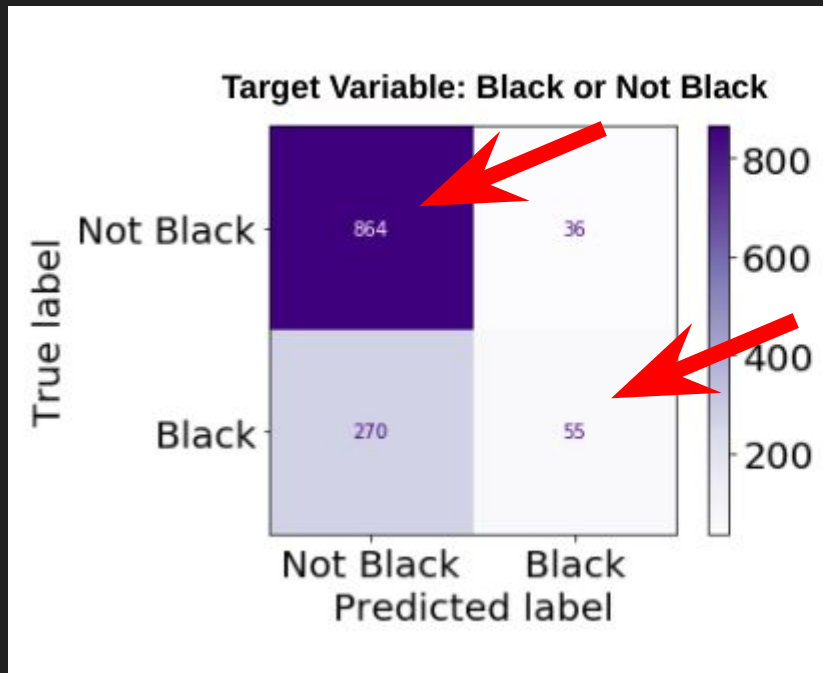 Target Variable: Black or Not Black
True label
Not Black
864
36
Black
270
55
Not Black
Black
Predicted label
800
600
400
200